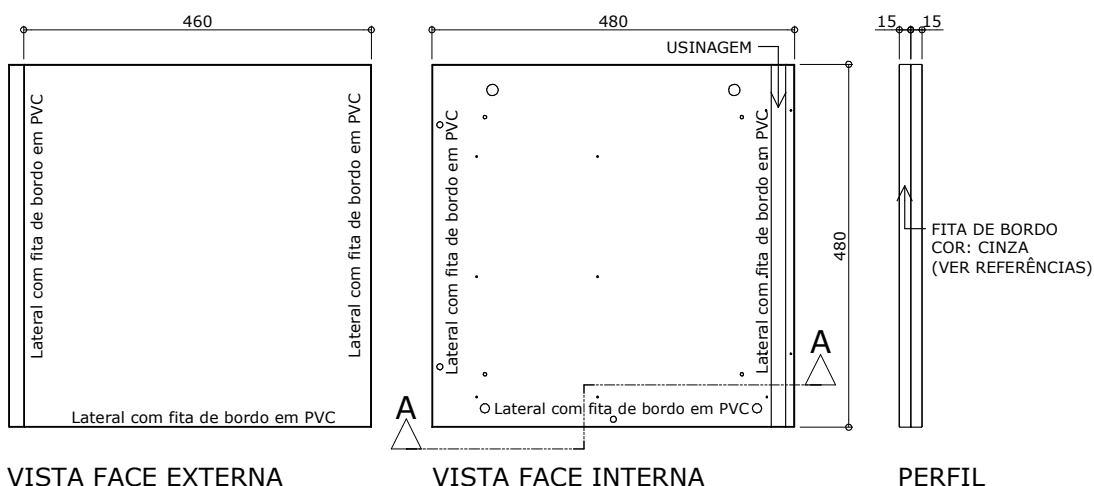 460
480
15
15
USINAGEM
Lateral com fita de bordo em PVC
Lateral com fita de bordo em PVC
Lateral com fita de bordo em PVC
Lateral com fita de bordo em PVC
480
FITA DE BORDO
COR: CINZA
(VER REFERÊNCIAS)
A
A
Lateral com fita de bordo em PVC
Lateral com fita de bordo em PVC
VISTA FACE EXTERNA
VISTA FACE INTERNA
PERFIL